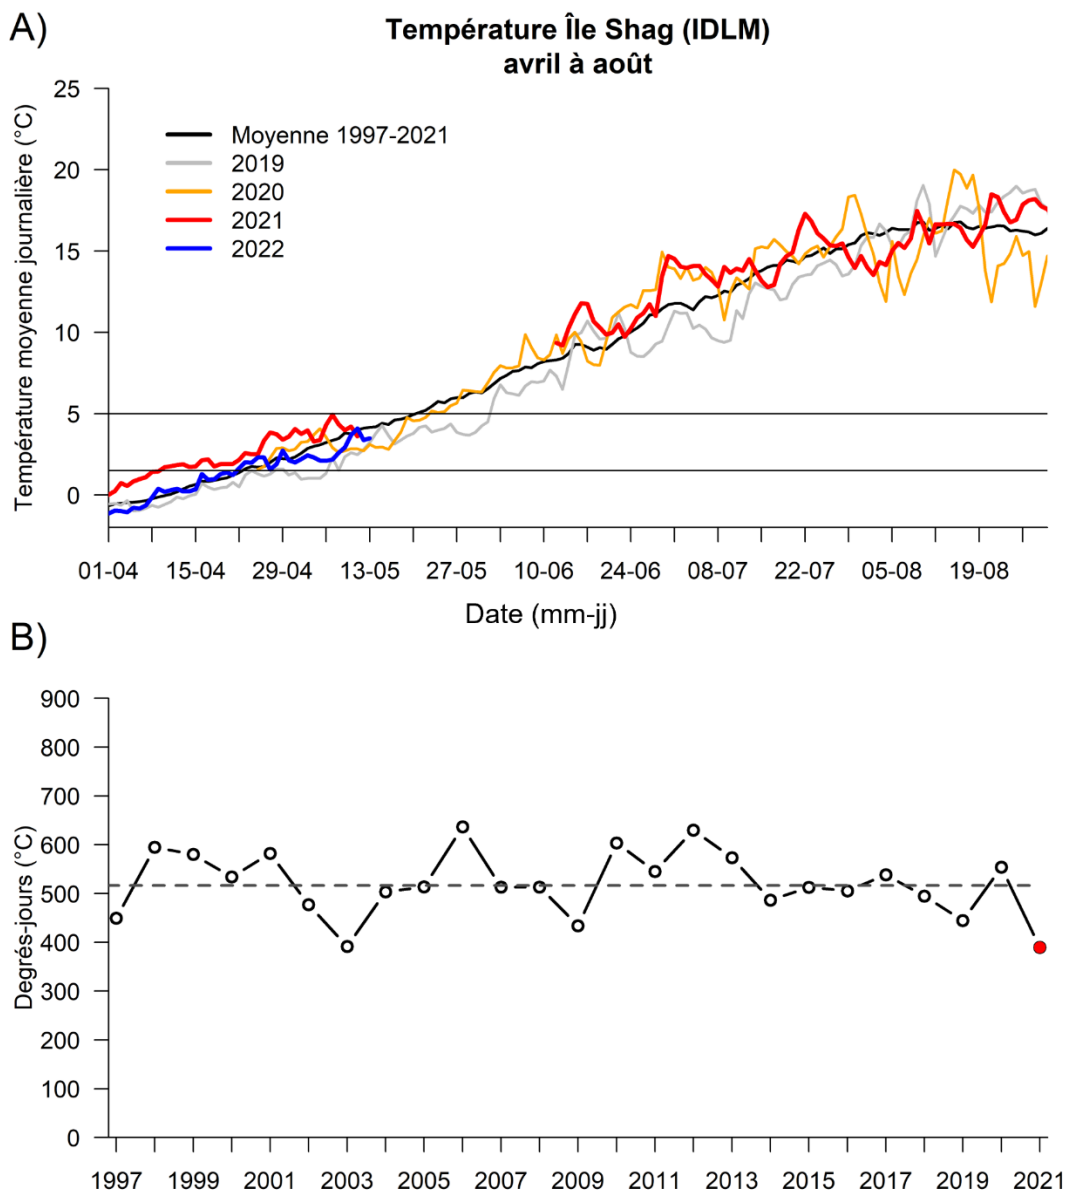 A)
Température Île Shag (IDLM)
avril à août
Température moyenne journalière (°C)
25
20
15
10
5
0
Moyenne 1997-2021
2019
2020
2021
2022
01-04 15-04 29-04 13-05 27-05 10-06 24-06 08-07 22-07 05-08 19-08
Date (mm-jj)
B)
Degrés-jours (°C)
900
800
700
600
500
400
300
200
100
0
1997 1999 2001 2003 2005 2007 2009 2011 2013 2015 2017 2019 2021